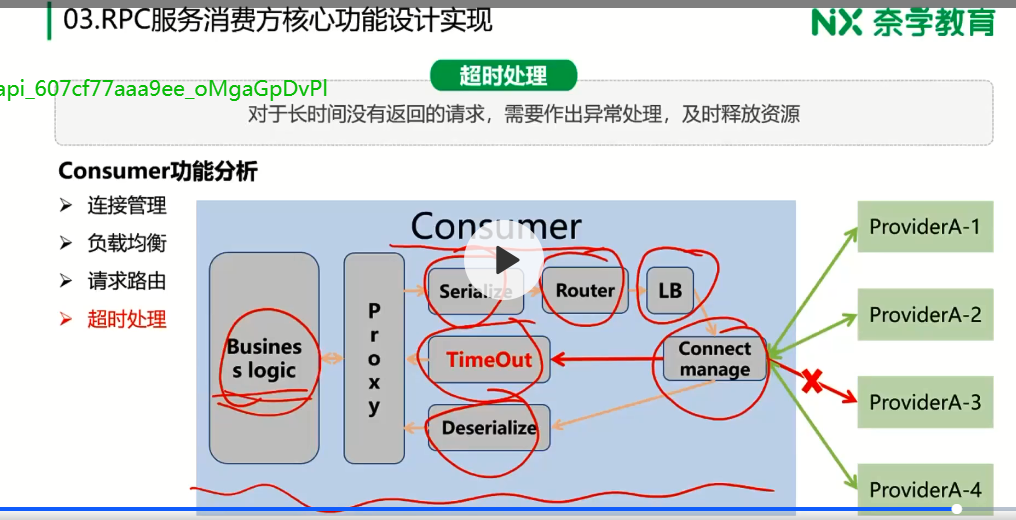 03.RPC服务消费方核心功能设计实现
NX 奈学教育
超时处理
api_607cf77aaa9ee_oMgaGpDvPl
对于长时间没有返回的请求，需要作出异常处理，及时释放资源
Consumer功能分析
连接管理
负载均衡
请求路由
超时处理
Consumer
Busines
s logic
P
r
o
x
y
Serialize
Router
LB
TimeOut
Connect
manage
Deserialize
ProviderA-1
ProviderA-2
ProviderA-3
ProviderA-4